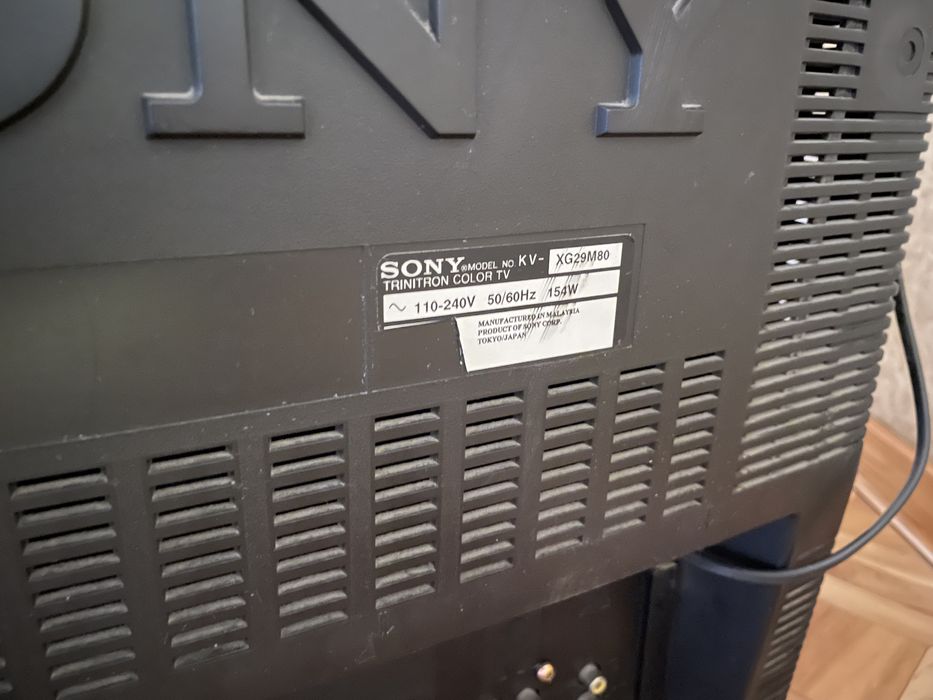 SONY
SONY® MODEL NO. KV- XG29M80
TRINITRON COLOR TV
~ 110-240V 50/60Hz 154W
MANUFACTURED IN MALAYRIA
PRODUCT OF SONY CORP.
TOKYO/JAPAN